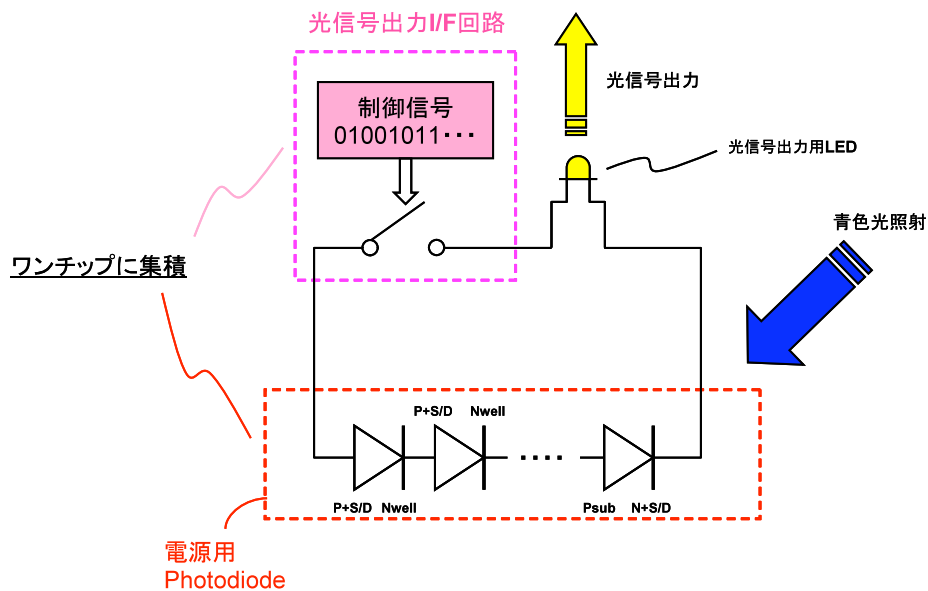 光信号出力I/F回路
制御信号
01001011･･･
光信号出力
光信号出力用LED
青色光照射
ワンチップに集積
P+S/D Nwell
P+S/D Nwell
Psub N+S/D
電源用
Photodiode